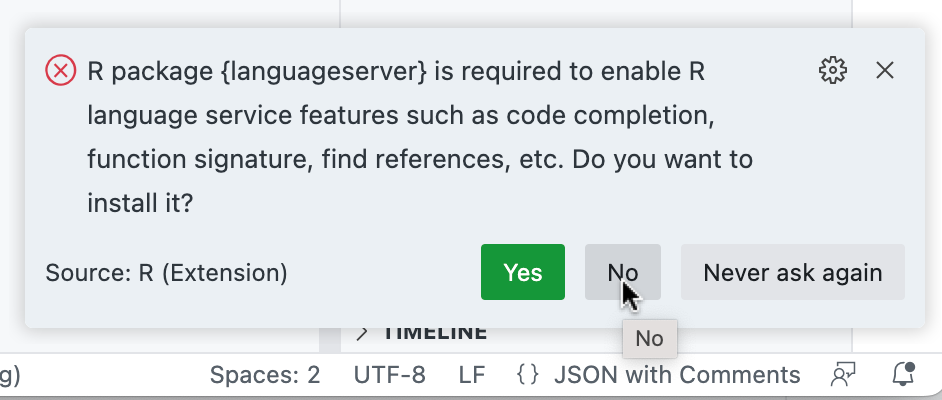 R package {languageserver} is required to enable R
language service features such as code completion,
function signature, find references, etc. Do you want to
install it?
Source: R (Extension)
Yes
No
Never ask again
TIMELINE
No
g)
Spaces: 2
UTF-8
LF
{}
JSON with Comments